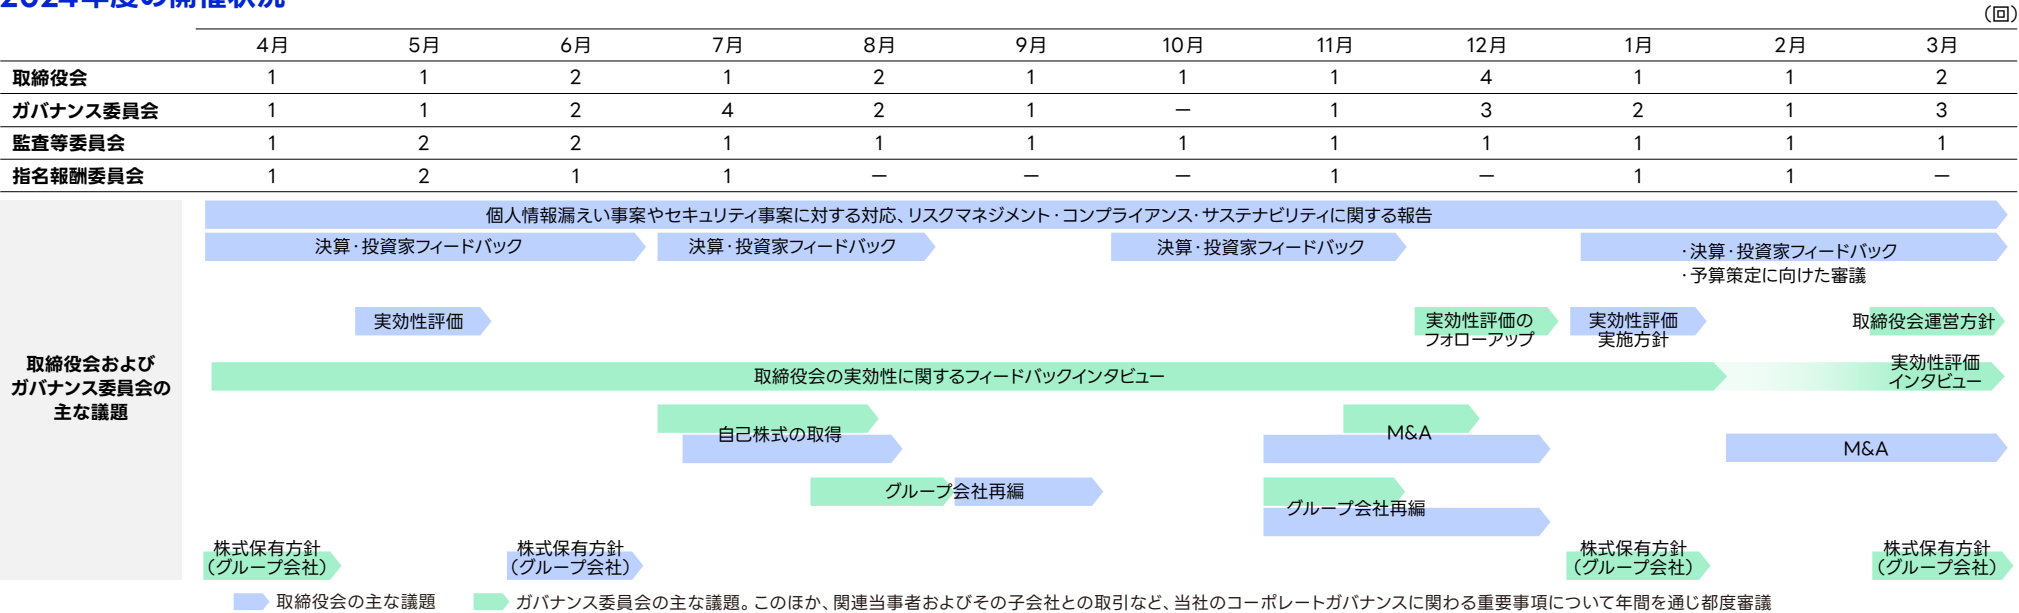 2024年度の開催状況
（回）
4月 5月 6月 7月 8月 9月 10月 11月 12月 1月 2月 3月
取締役会 1 1 2 1 2 1 1 1 4 1 1 2
ガバナンス委員会 1 1 2 4 2 1 － 1 3 2 1 3
監査等委員会 1 2 2 1 1 1 1 1 1 1 1 1
指名報酬委員会 1 2 1 1 － － － 1 － 1 1 －
取締役会および
ガバナンス委員会の
主な議題
個人情報漏えい事案やセキュリティ事案に対する対応、リスクマネジメント・コンプライアンス・サステナビリティに関する報告
決算・投資家フィードバック 決算・投資家フィードバック 決算・投資家フィードバック ・決算・投資家フィードバック
・予算策定に向けた審議
実効性評価 実効性評価の 実効性評価 取締役会運営方針
フォローアップ 実施方針
取締役会の実効性に関するフィードバックインタビュー 実効性評価
インタビュー
自己株式の取得 M&A M&A
グループ会社再編 グループ会社再編
株式保有方針 株式保有方針 株式保有方針 株式保有方針
（グループ会社） （グループ会社） （グループ会社） （グループ会社）
取締役会の主な議題 ガバナンス委員会の主な議題。このほか、関連当事者およびその子会社との取引など、当社のコーポレートガバナンスに関わる重要事項について年間を通じ都度審議